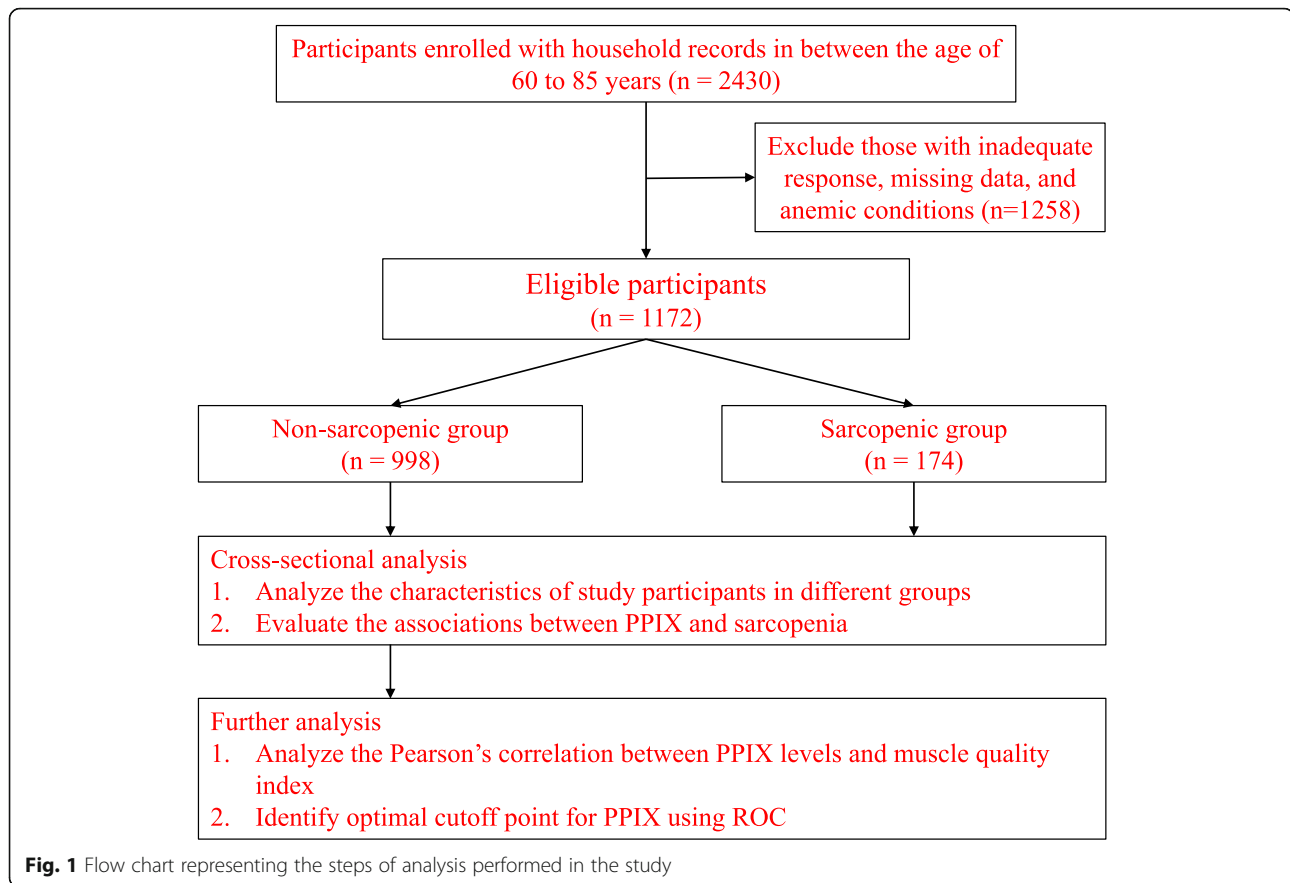 Participants enrolled with household records in between the age of
60 to 85 years (n = 2430)
Exclude those with inadequate
response, missing data, and
anemic conditions (n=1258)
Eligible participants
(n = 1172)
Non-sarcopenic group
(n = 998)
Sarcopenic group
(n = 174)
Cross-sectional analysis
1. Analyze the characteristics of study participants in different groups
2. Evaluate the associations between PPIX and sarcopenia
Further analysis
1. Analyze the Pearson’s correlation between PPIX levels and muscle quality
index
2. Identify optimal cutoff point for PPIX using ROC
Fig. 1 Flow chart representing the steps of analysis performed in the study